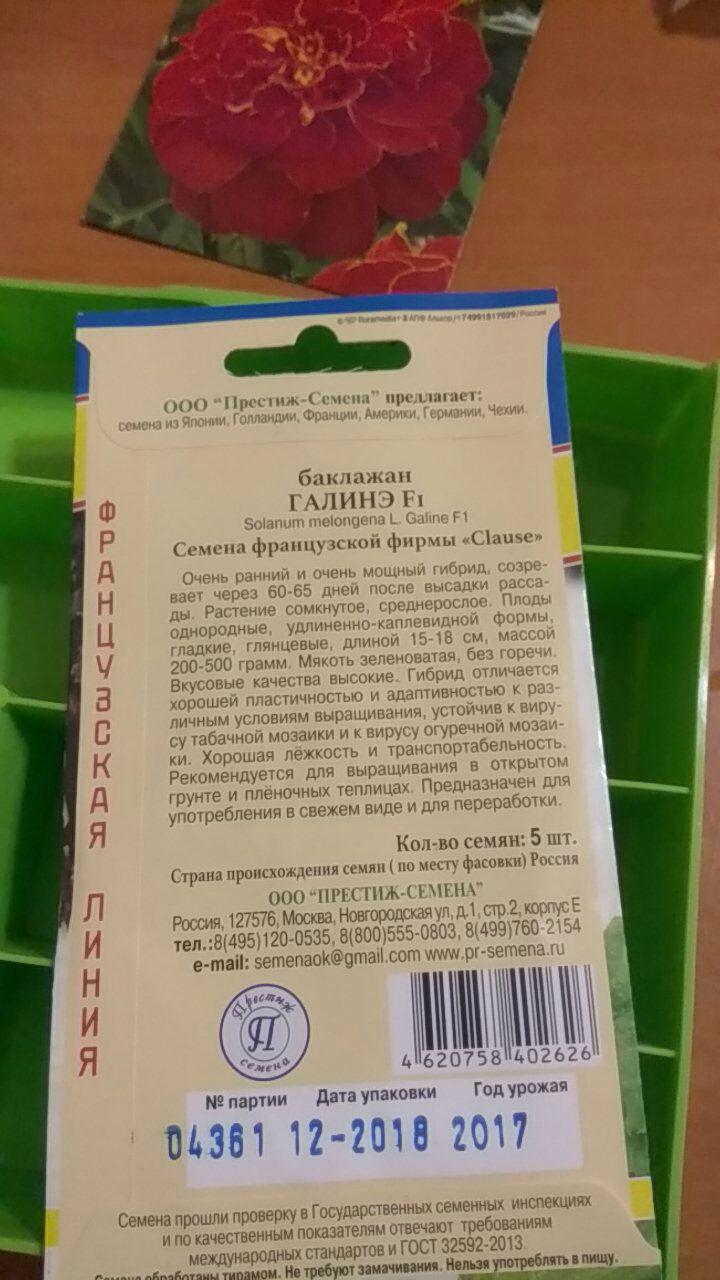 ООО "Престиж-Семена" предлагает:
семена из Японии, Голландии, Франции, Америки, Германии, Чехии.
баклажан
ГАЛИНЭ F1
Solanum melongena L. Galine F1
Семена французской фирмы «Clause»
Очень ранний и очень мощный гибрид, созре-
вает через 60-65 дней после высадки расса-
ды. Растение сомкнутое, среднерослое. Плоды
однородные, удлиненно-каплевидной формы,
гладкие, глянцевые, длиной 15-18 см, массой
200-500 грамм. Мякоть зеленоватая, без горечи.
Вкусовые качества высокие. Гибрид отличается
хорошей пластичностью и адаптивностью к раз-
личным условиям выращивания, устойчив к виру-
су табачной мозаики и к вирусу огуречной мозаи-
ки. Хорошая лёжкость и транспортабельность.
Рекомендуется для выращивания в открытом
грунте и плёночных теплицах. Предназначен для
употребления в свежем виде и для переработки.
Кол-во семян: 5 шт.
Страна происхождения семян ( по месту фасовки) Россия
ООО "ПРЕСТИЖ-СЕМЕНА"
Россия, 127576, Москва, Новгородская ул, д.1, стр.2, корпус Е
тел.:8(495)120-0535, 8(800)555-0803, 8(499)760-2154
e-mail: semenaok@gmail.com www.pr-semena.ru
ФРАНЦУЗСКАЯ ЛИНИЯ
Престиж
П
семена
4 620758 402626
№ партии Дата упаковки Год урожая
04361 12-2018 2017
Семена прошли проверку в Государственных семенных инспекциях
и по качественным показателям отвечают требованиям
международных стандартов и ГОСТ 32592-2013.
Семена обработаны тирамом. Не требуют замачивания. Нельзя употреблять в пищу.